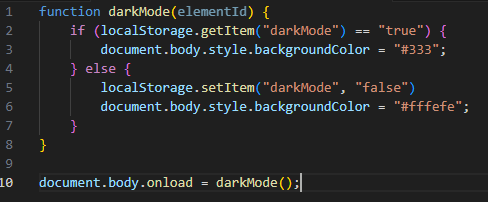 1 function darkMode(elementId) {
2     if (localStorage.getItem("darkMode") == "true") {
3         document.body.style.backgroundColor = "#333";
4     } else {
5         localStorage.setItem("darkMode", "false")
6         document.body.style.backgroundColor = "#fffefe";
7     }
8 }
9
10 document.body.onload = darkMode();